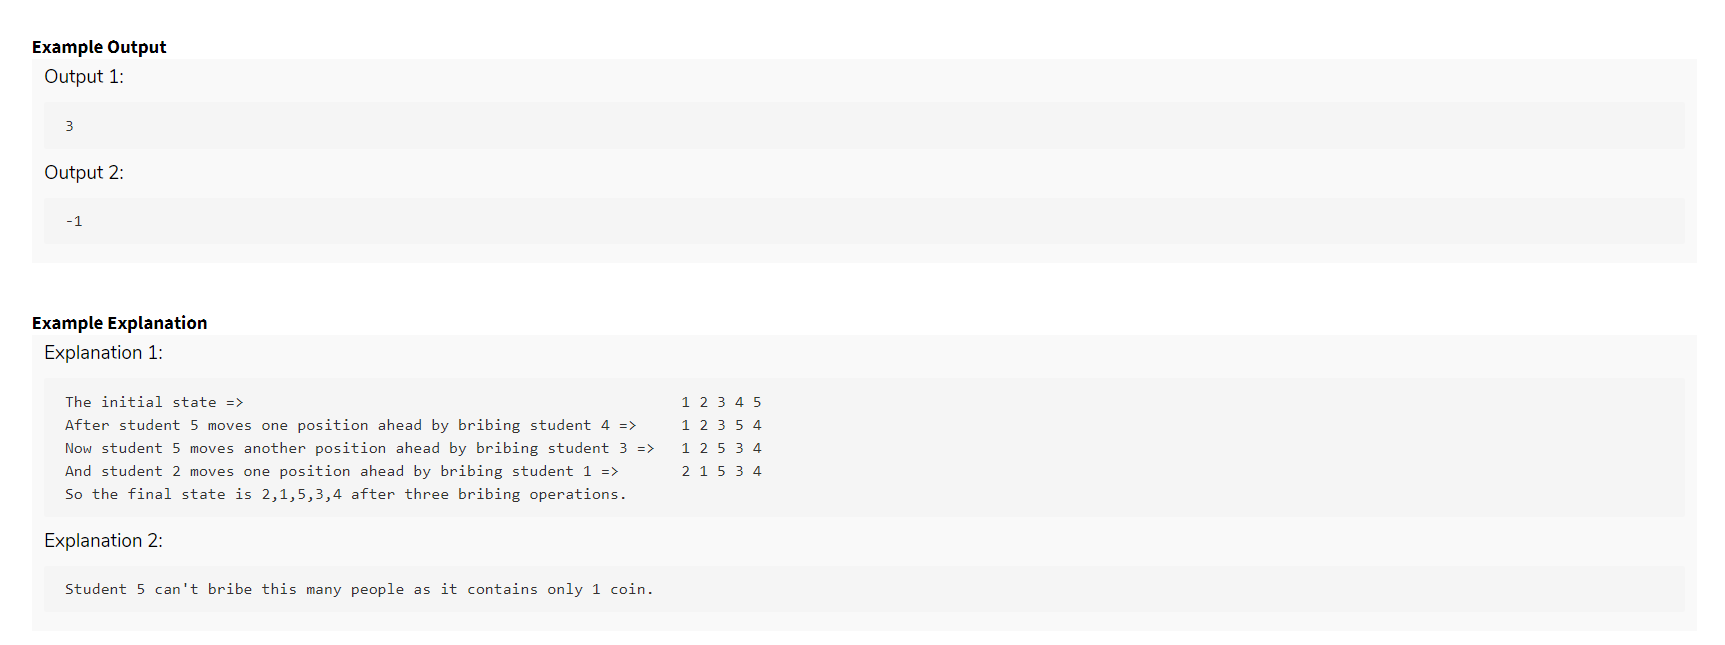 Example Output
Output 1:
3
Output 2:
-1
Example Explanation
Explanation 1:
The initial state => 1 2 3 4 5
After student 5 moves one position ahead by bribing student 4 => 1 2 3 5 4
Now student 5 moves another position ahead by bribing student 3 => 1 2 5 3 4
And student 2 moves one position ahead by bribing student 1 => 2 1 5 3 4
So the final state is 2,1,5,3,4 after three bribing operations.
Explanation 2:
Student 5 can't bribe this many people as it contains only 1 coin.